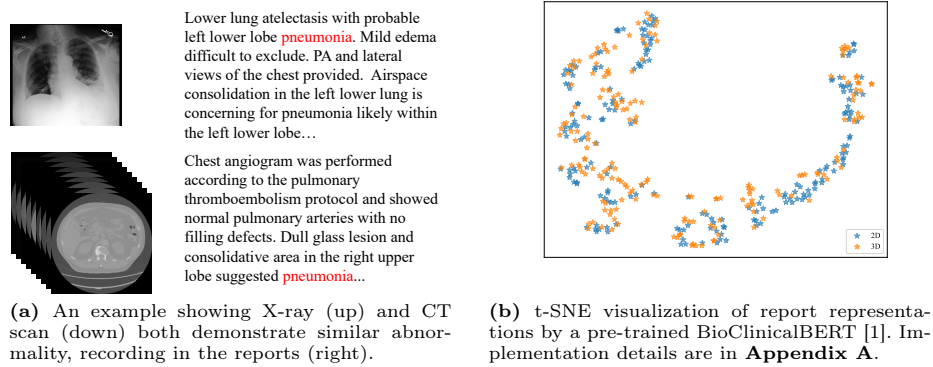 Lower lung atelectasis with probable
left lower lobe pneumonia. Mild edema
difficult to exclude. PA and lateral
views of the chest provided. Airspace
consolidation in the left lower lung is
concerning for pneumonia likely within
the left lower lobe…
Chest angiogram was performed
according to the pulmonary
thromboembolism protocol and showed
normal pulmonary arteries with no
filling defects. Dull glass lesion and
consolidative area in the right upper
lobe suggested pneumonia...
(a) An example showing X-ray (up) and CT
scan (down) both demonstrate similar abnor-
mality, recording in the reports (right).
2D
3D
(b) t-SNE visualization of report representa-
tions by a pre-trained BioClinicalBERT [1]. Im-
plementation details are in Appendix A.